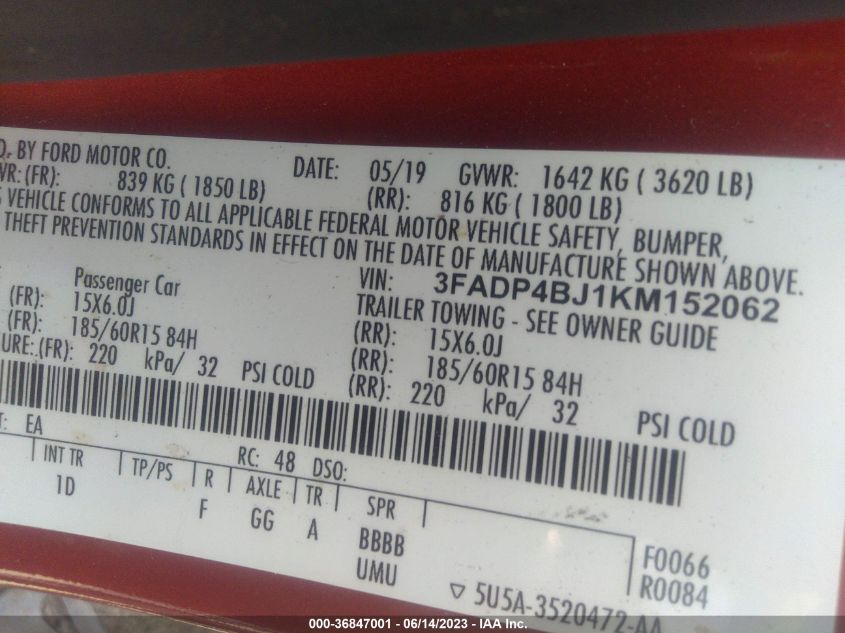 D. BY FORD MOTOR CO. DATE: 05/19 GVWR: 1642 KG ( 3620 LB)
WR: (FR): 839 KG ( 1850 LB) (RR): 816 KG ( 1800 LB)
S VEHICLE CONFORMS TO ALL APPLICABLE FEDERAL MOTOR VEHICLE SAFETY, BUMPER,
THEFT PREVENTION STANDARDS IN EFFECT ON THE DATE OF MANUFACTURE SHOWN ABOVE.
VIN: 3FADP4BJ1KM152062
Passenger Car TRAILER TOWING - SEE OWNER GUIDE
(FR): 15X6.0J (RR): 15X6.0J
(FR): 185/60R15 84H (RR): 185/60R15 84H
URE: (FR): 220 kPa/ 32 PSI COLD (RR): 220 kPa/ 32 PSI COLD
T: EA RC: 48 DSO:
INT TR TP/PS R AXLE TR SPR
1D F GG A BBBB F0066
UMU R0084
5U5A-3520472-AA
000-36847001 - 06/14/2023 - IAA Inc.